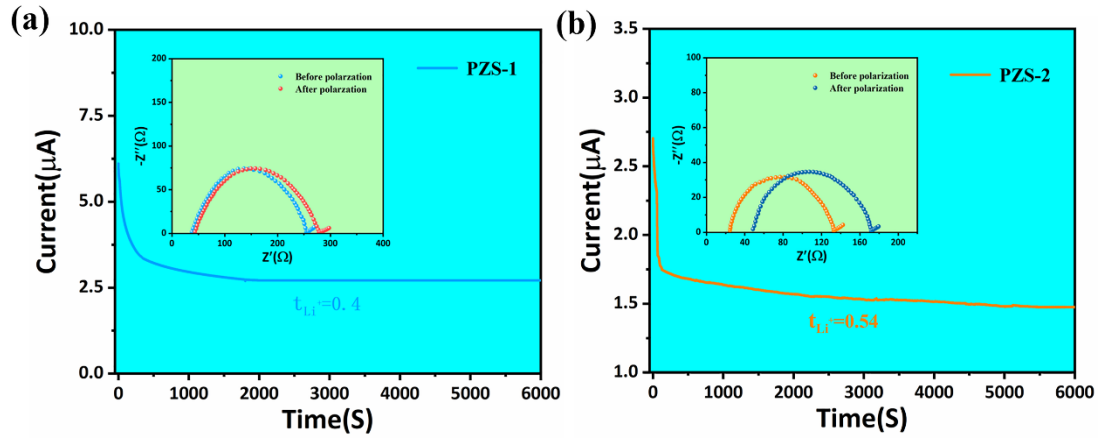 (a)
10.0
7.5
5.0
2.5
0.0
Current(μA)
0
1000
2000
3000
4000
5000
6000
Time(S)
PZS-1
t Li+=0.4
200
150
100
50
0
-Z''(Ω)
0
100
200
300
400
Z'(Ω)
Before polarzation
After polarzation
(b)
3.5
3.0
2.5
2.0
1.5
1.0
Current(μA)
0
1000
2000
3000
4000
5000
6000
Time(S)
PZS-2
t Li+=0.54
100
80
60
40
20
0
-Z''(Ω)
0
40
80
120
160
200
Z'(Ω)
Before polarization
After polarization